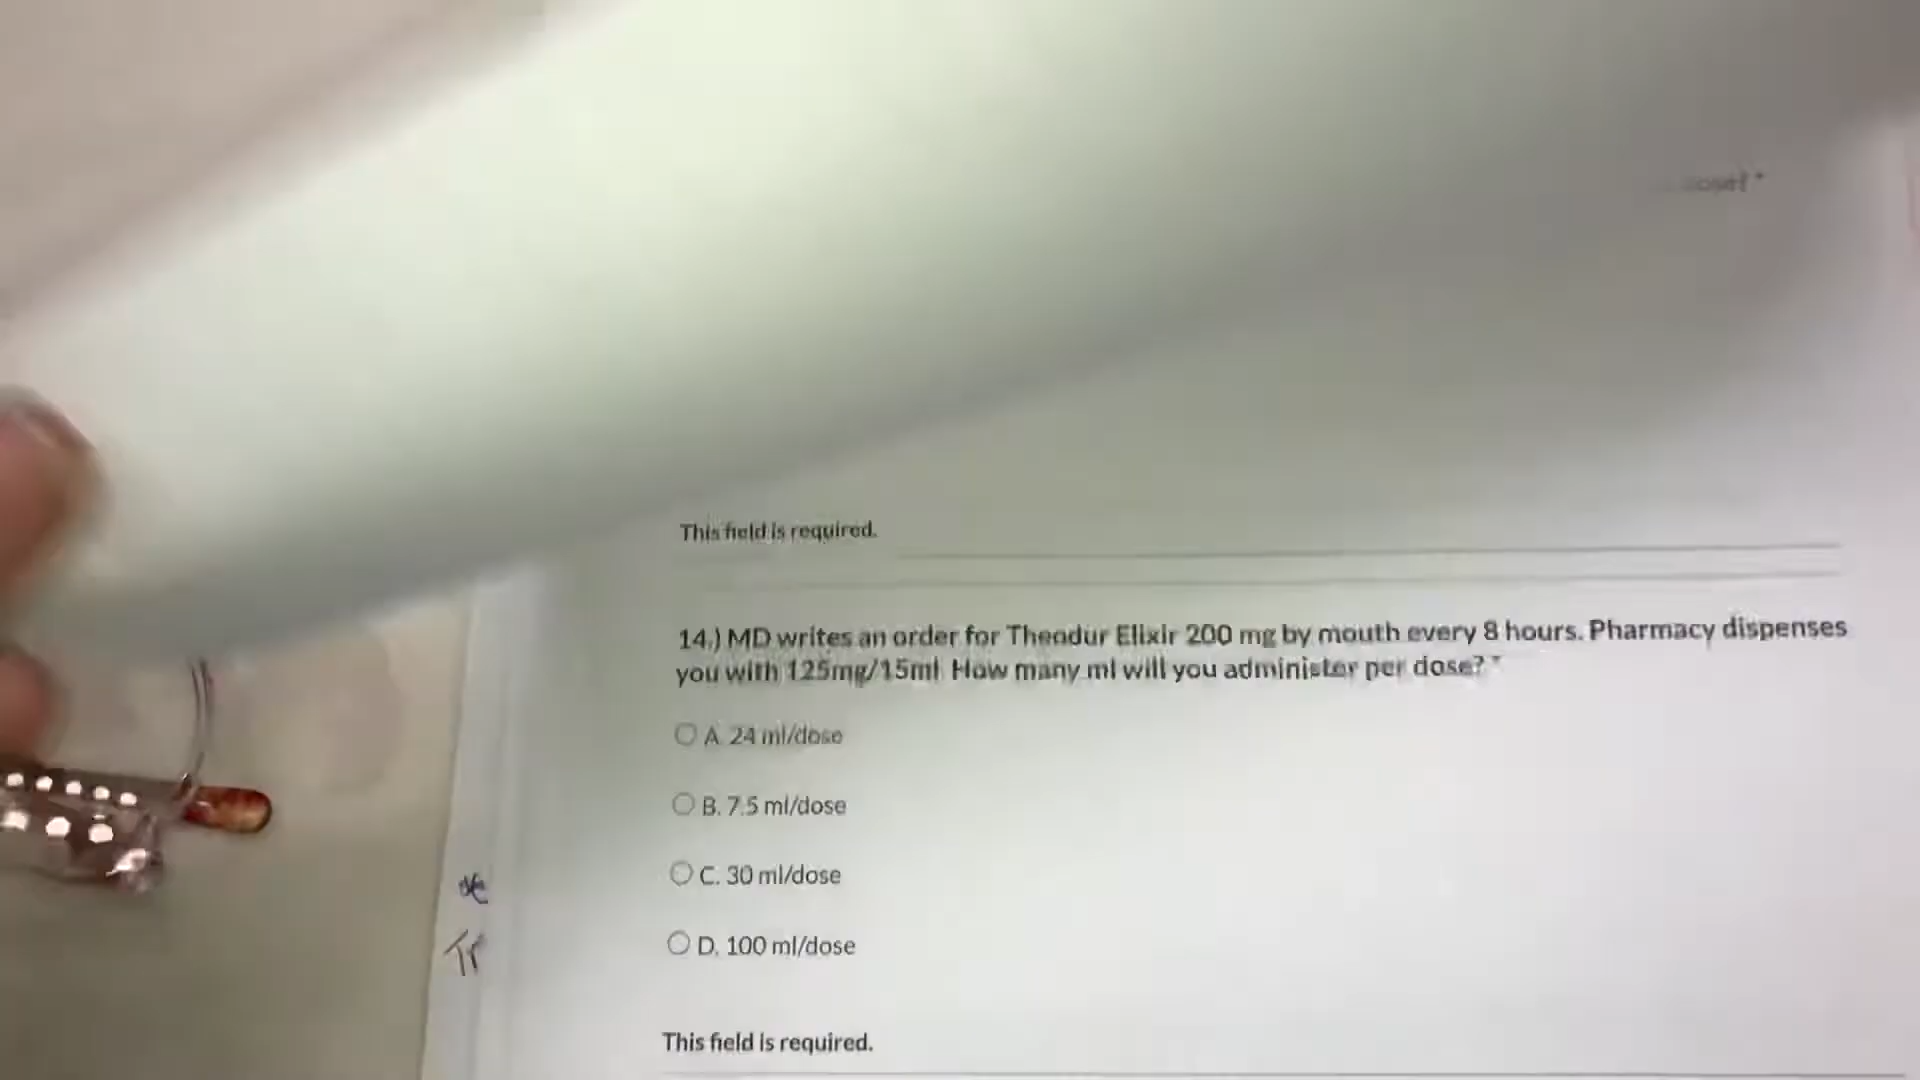 This field is required.
14.) MD writes an order for Theodur Elixir 200 mg by mouth every 8 hours. Pharmacy dispenses
you with 125mg/15ml. How many ml will you administer per dose? *
A. 24 ml/dose
B. 7.5 ml/dose
C. 30 ml/dose
D. 100 ml/dose
This field is required.